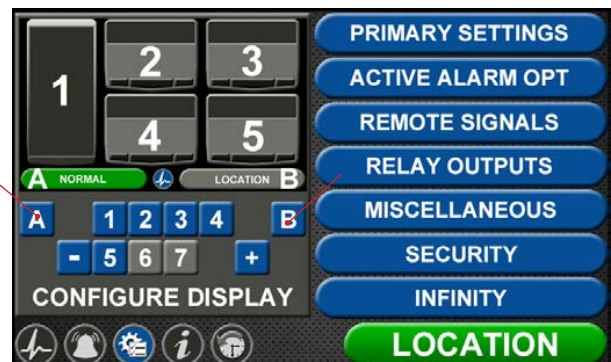 1
2
3
4
5
A NORMAL
LOCATION B
A 1 2 3 4 B
- 5 6 7 +
CONFIGURE DISPLAY
PRIMARY SETTINGS
ACTIVE ALARM OPT
REMOTE SIGNALS
RELAY OUTPUTS
MISCELLANEOUS
SECURITY
INFINITY
i
LOCATION